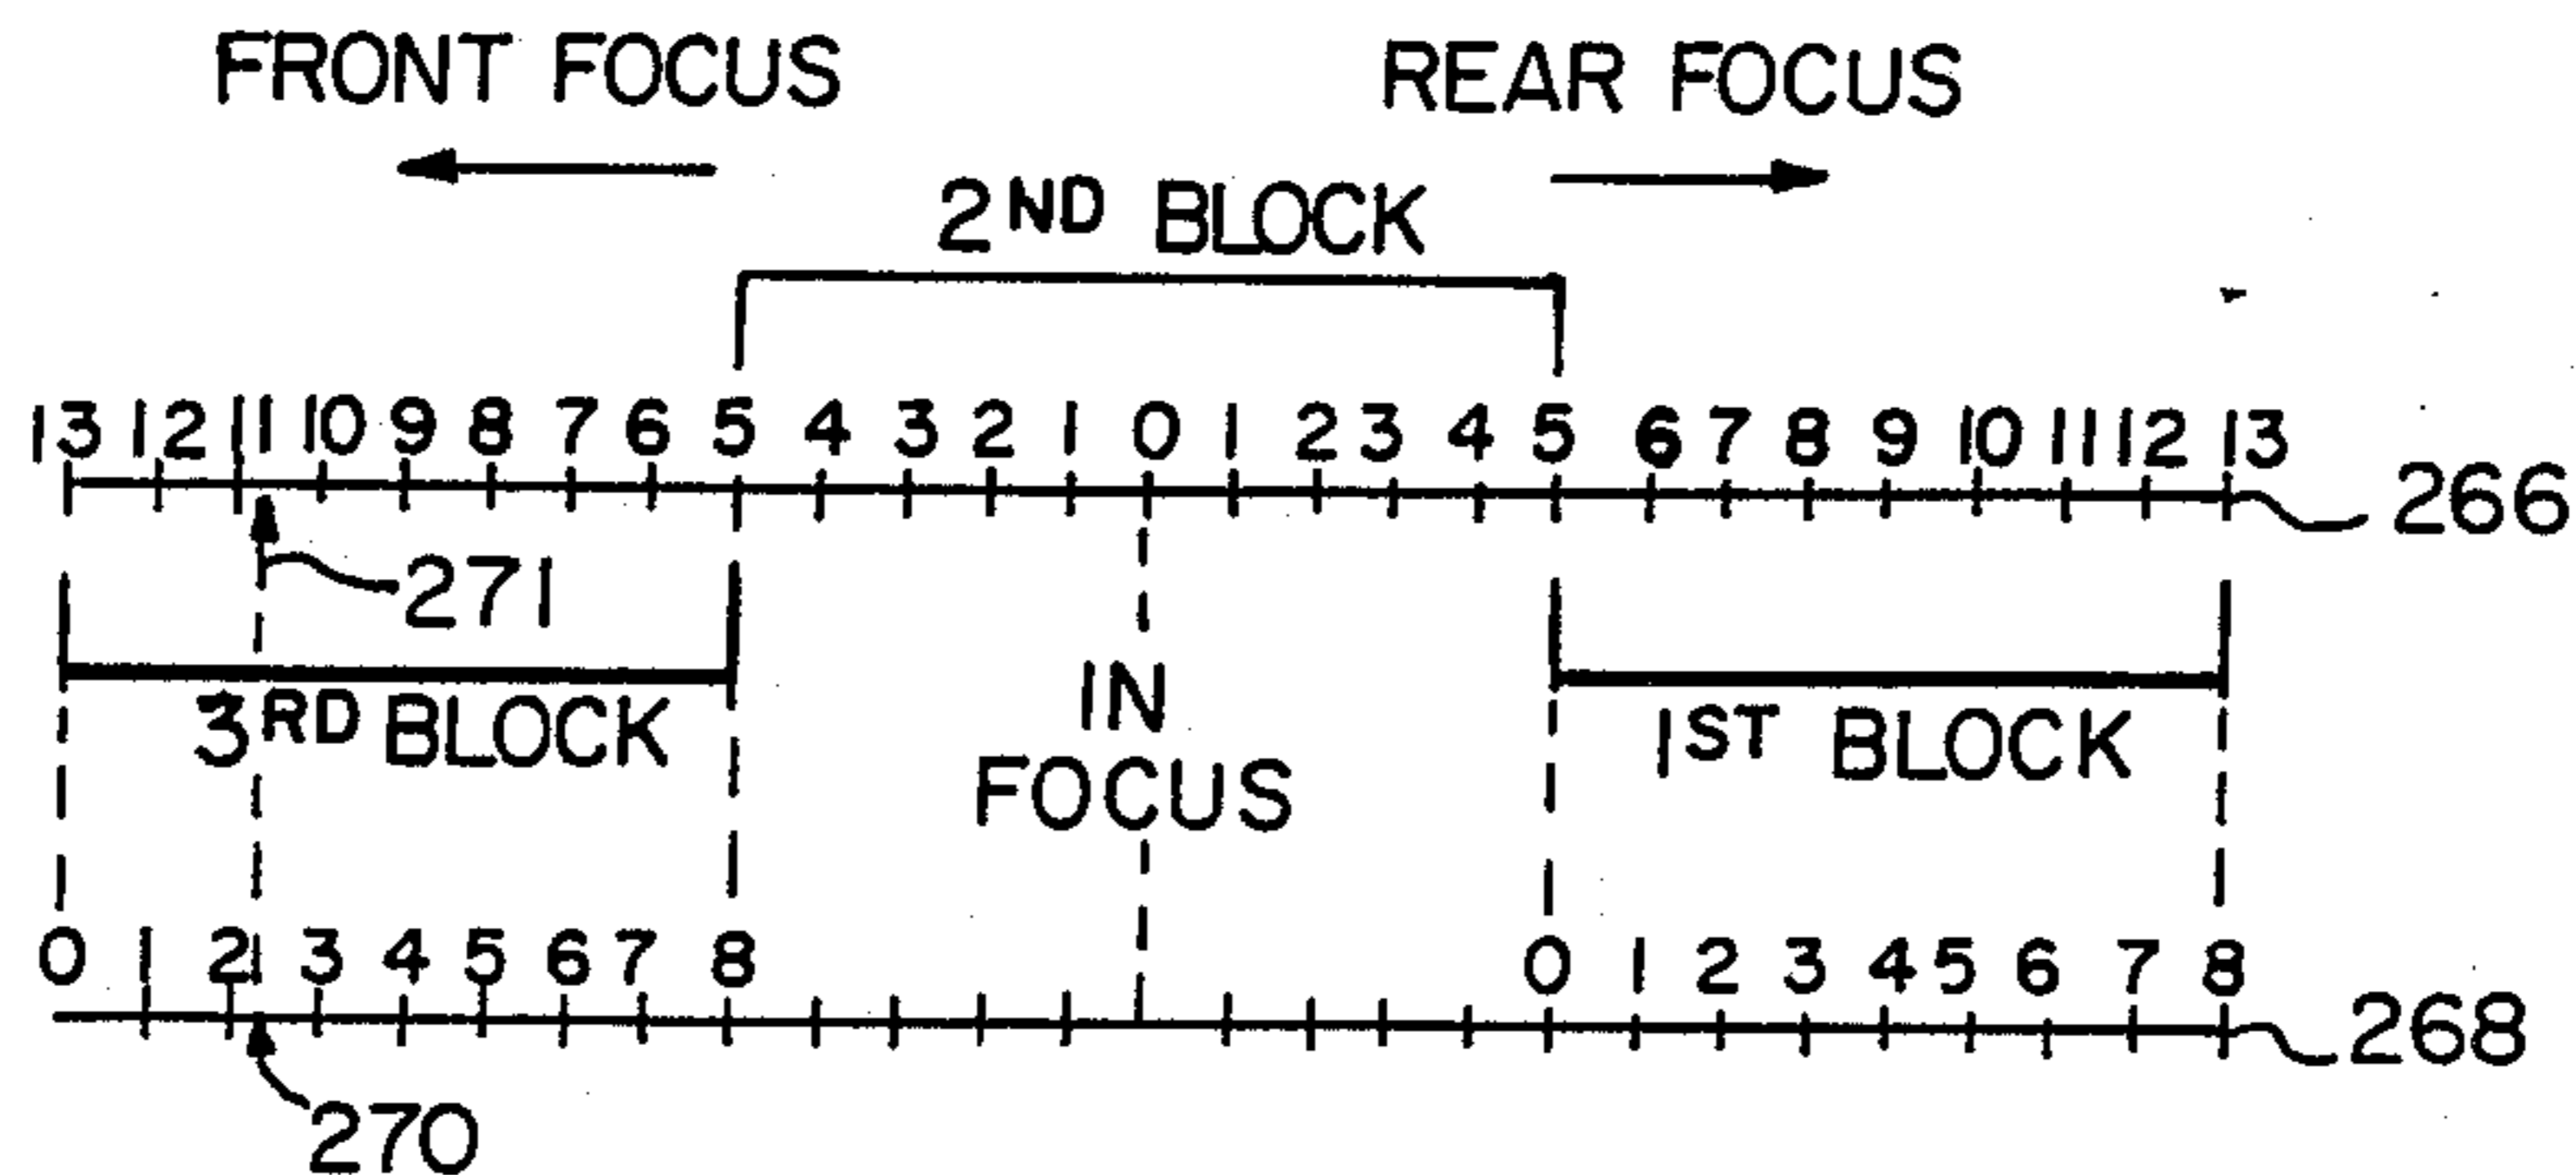 FRONT FOCUS REAR FOCUS
2ND BLOCK
13 12 11 10 9 8 7 6 5 4 3 2 1 0 1 2 3 4 5 6 7 8 9 10 11 12 13
266
271
3RD BLOCK IN FOCUS 1ST BLOCK
0 1 2 3 4 5 6 7 8 0 1 2 3 4 5 6 7 8
268
270